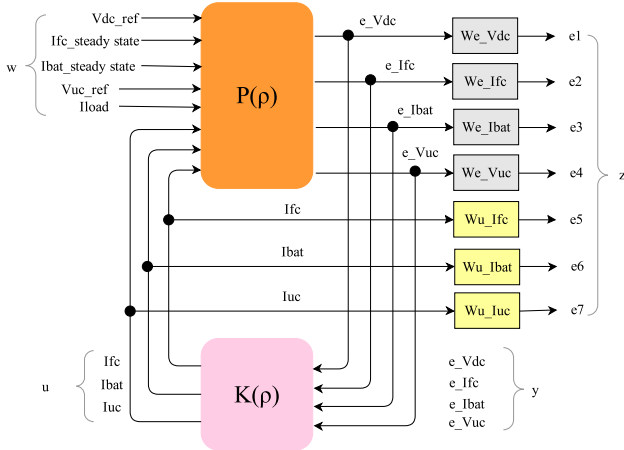 Vdc_ref
Ifc_steady state
Ibat_steady state
Vuc_ref
Iload
w
P(ρ)
e_Vdc
e_Ifc
e_Ibat
e_Vuc
We_Vdc
We_Ifc
We_Ibat
We_Vuc
Wu_Ifc
Wu_Ibat
Wu_Iuc
e1
e2
e3
e4
e5
e6
e7
z
Ifc
Ibat
Iuc
u
Ifc
Ibat
Iuc
K(ρ)
e_Vdc
e_Ifc
e_Ibat
e_Vuc
y